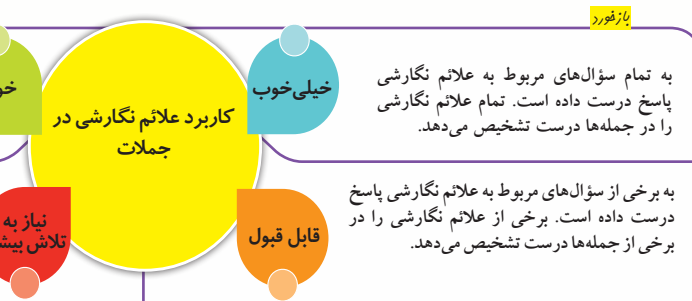 بازخورد
به تمام سؤال‌های مربوط به علائم نگارشی
پاسخ درست داده است. تمام علائم نگارشی
را در جمله‌ها درست تشخیص می‌دهد.
خیلی‌خوب
کاربرد علائم نگارشی در
جملات
به برخی از سؤال‌های مربوط به علائم نگارشی پاسخ
درست داده است. برخی از علائم نگارشی را در
برخی از جمله‌ها درست تشخیص می‌دهد.
قابل قبول
نیاز به
تلاش